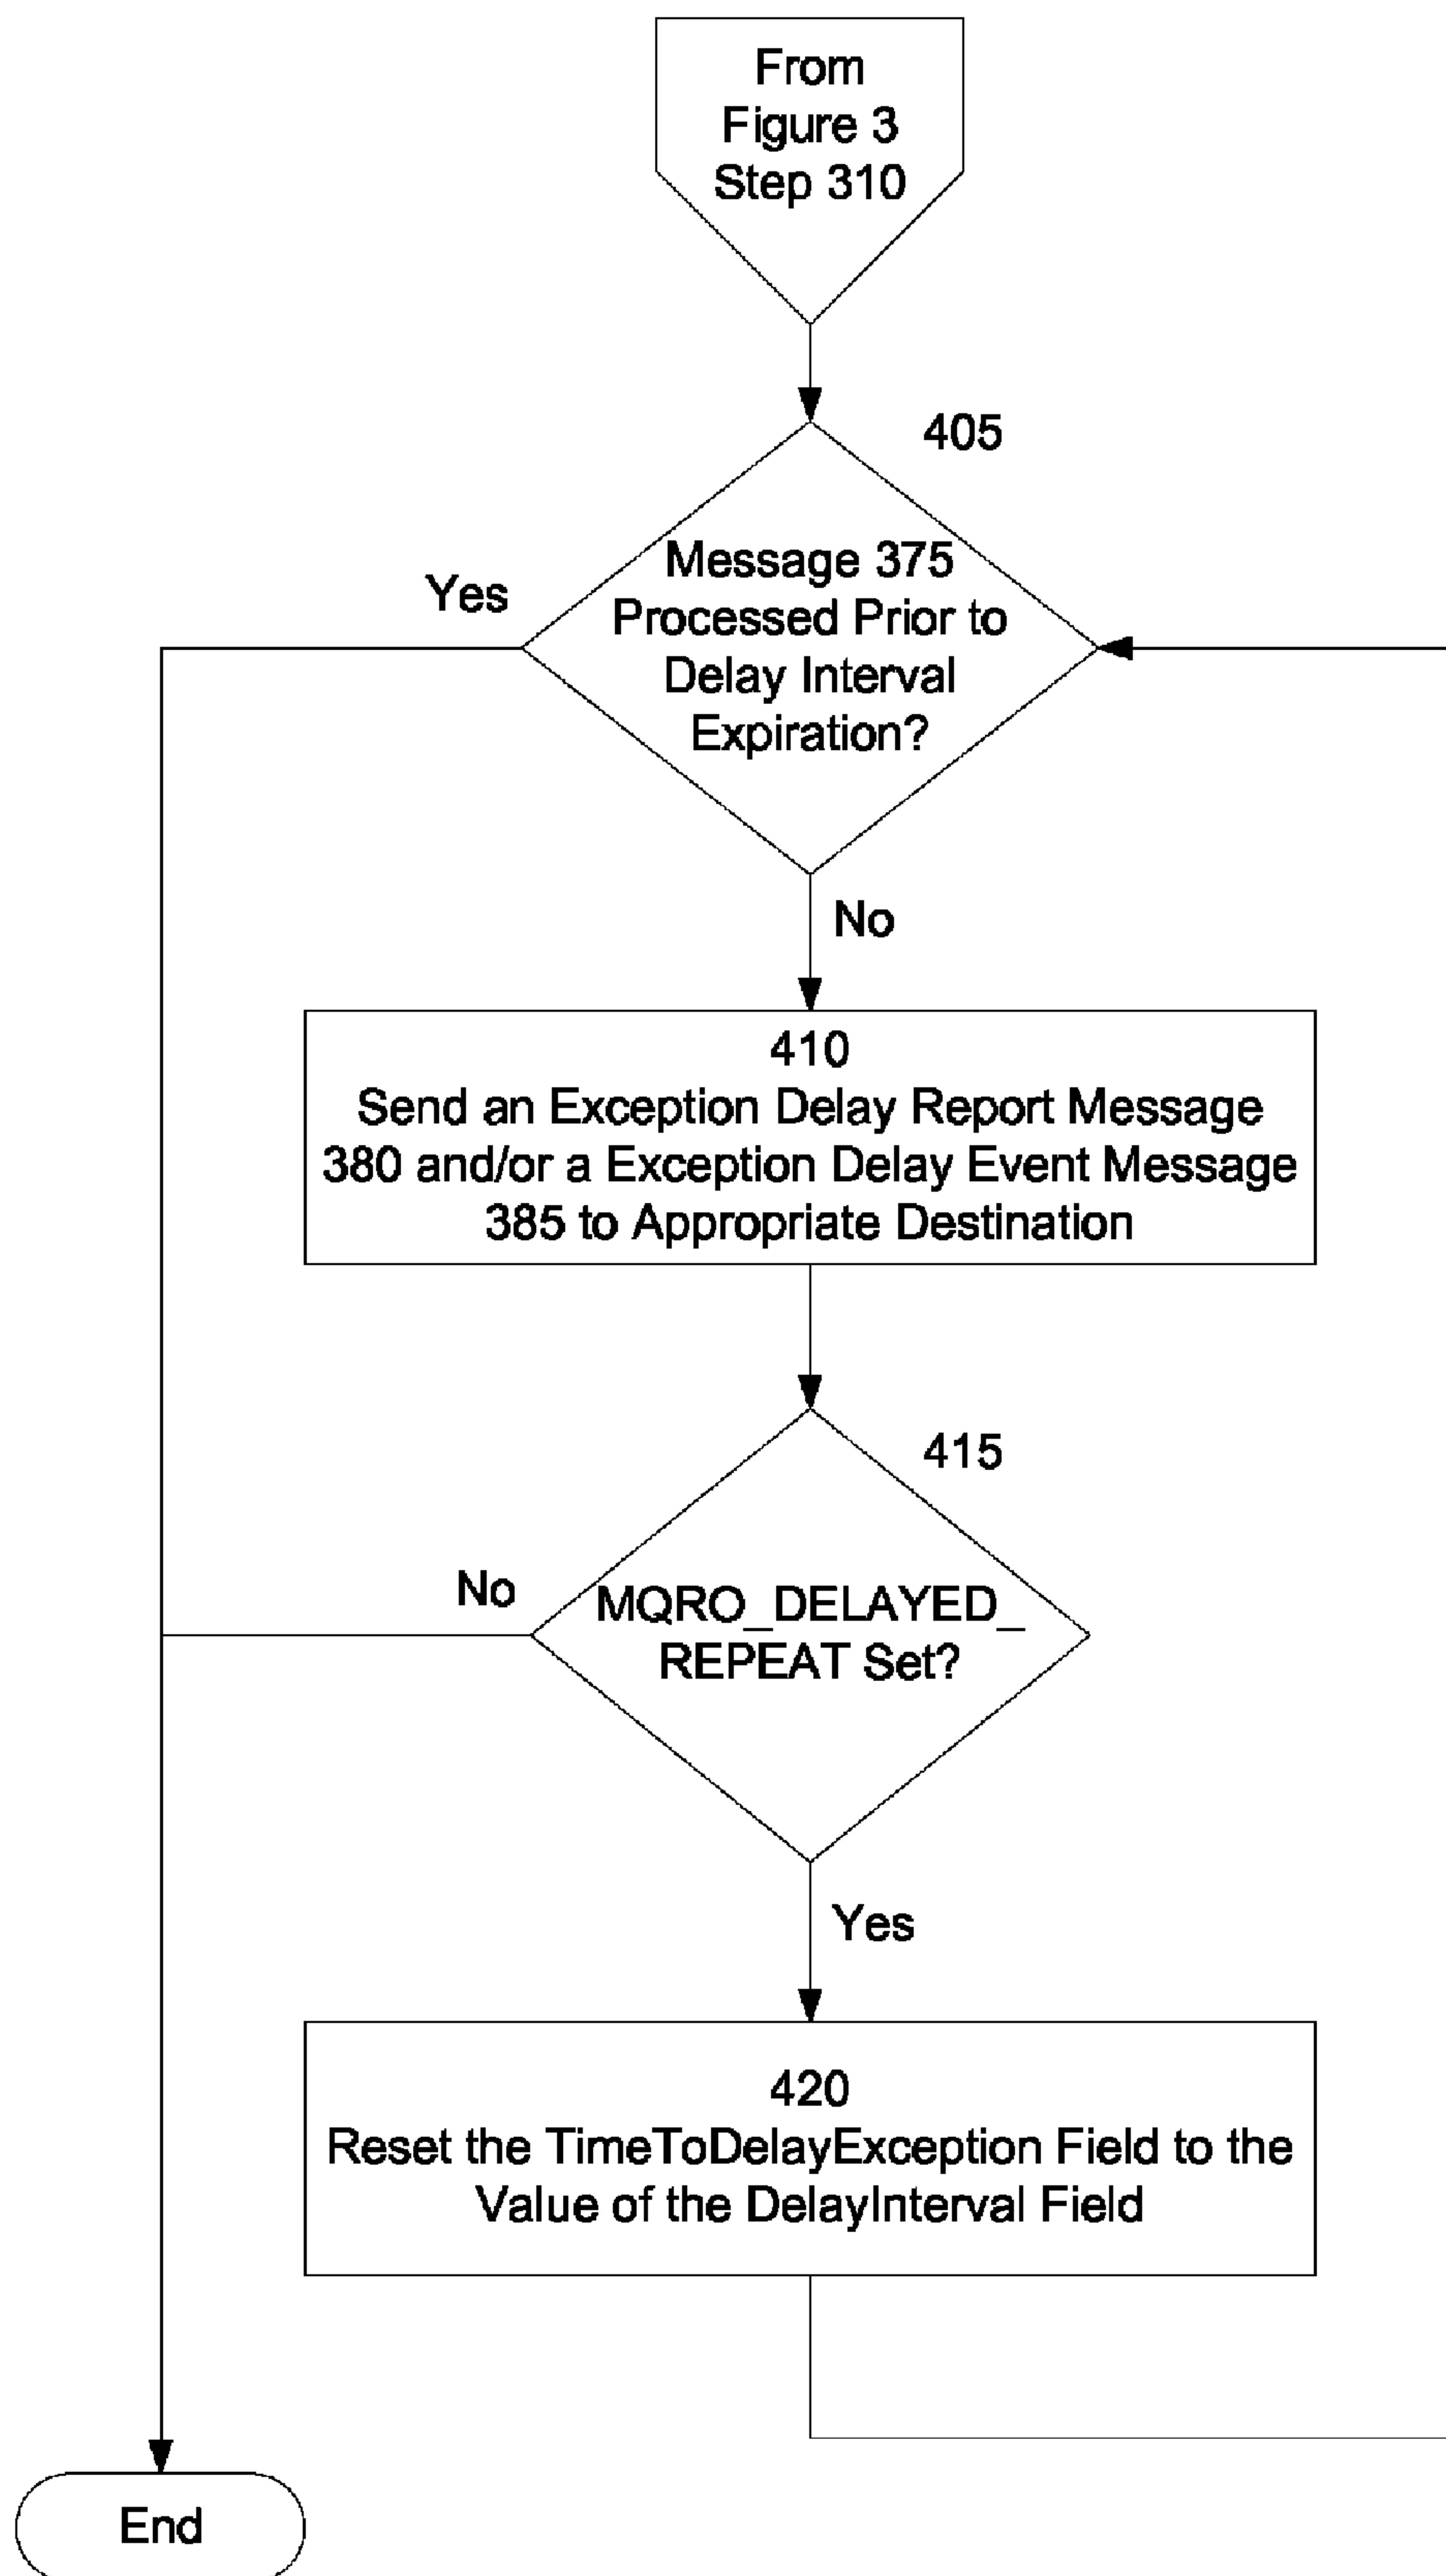 From
Figure 3
Step 310
405
Message 375
Processed Prior to
Delay Interval
Expiration?
Yes
No
410
Send an Exception Delay Report Message
380 and/or a Exception Delay Event Message
385 to Appropriate Destination
415
No
MQRO_DELAYED_
REPEAT Set?
Yes
420
Reset the TimeToDelayException Field to the
Value of the DelayInterval Field
End